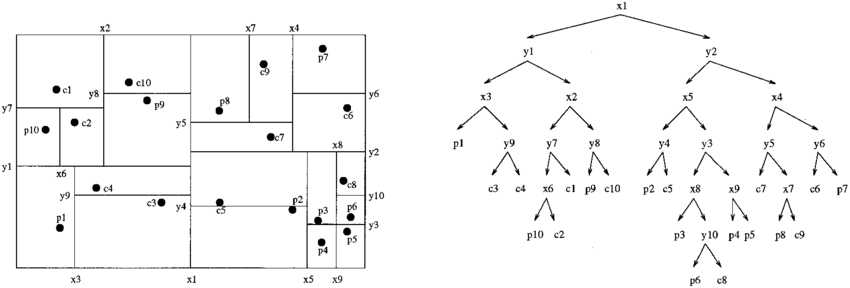 x2 x7 x4
p7
c9
c1 c10
y7 y8 p9 p8 c6 y6
p10 c2 y5
c7 x8
y1 y2
x6
y9 c4 c8
c3 y4 c5 p2 p6 y10
p1 p3 y3
p4 p5
x3 x1 x5 x9
x1
y1 y2
x3 x2 x5 x4
p1 y9 y7 y8 y4 y3 y5 y6
c3 c4 x6 c1 p9 c10 p2 c5 x8 x9 c7 x7 c6 p7
p10 c2 p3 y10 p4 p5 p8 c9
p6 c8